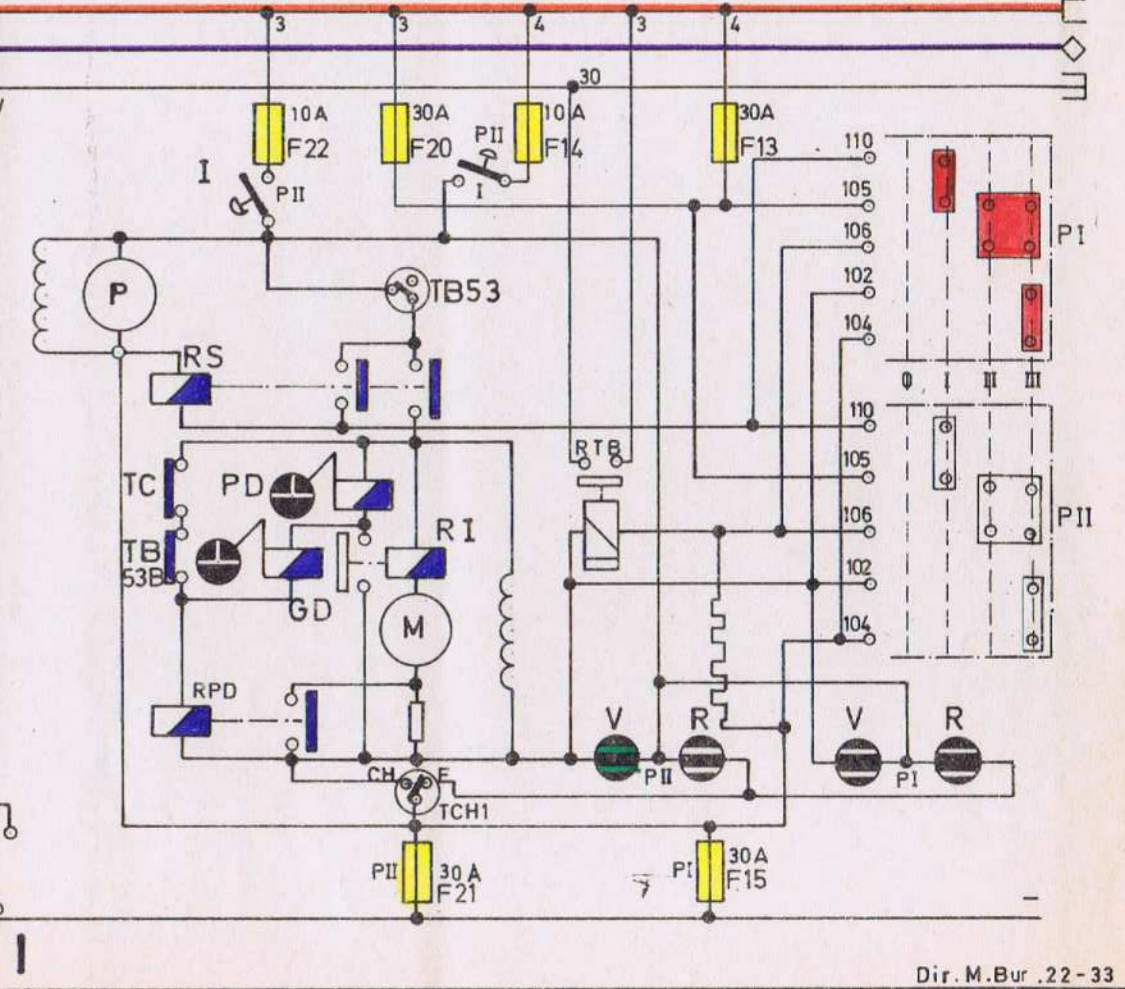 3 3 4 3 4
30
10A
F22
30A
F20
10A
F14
30A
F13
I
PII
PII
I
110
105
106
102
104
PI
P
TB53
RS
0 I II III
110
105
106
102
104
PII
RTB
TC
PD
TB
53B
GD
RI
M
RPD
V R
PII
V R
PI
CH F
TCH1
PII
30A
F21
PI
30A
F15
7
–
I
Dir.M.Bur.22-33